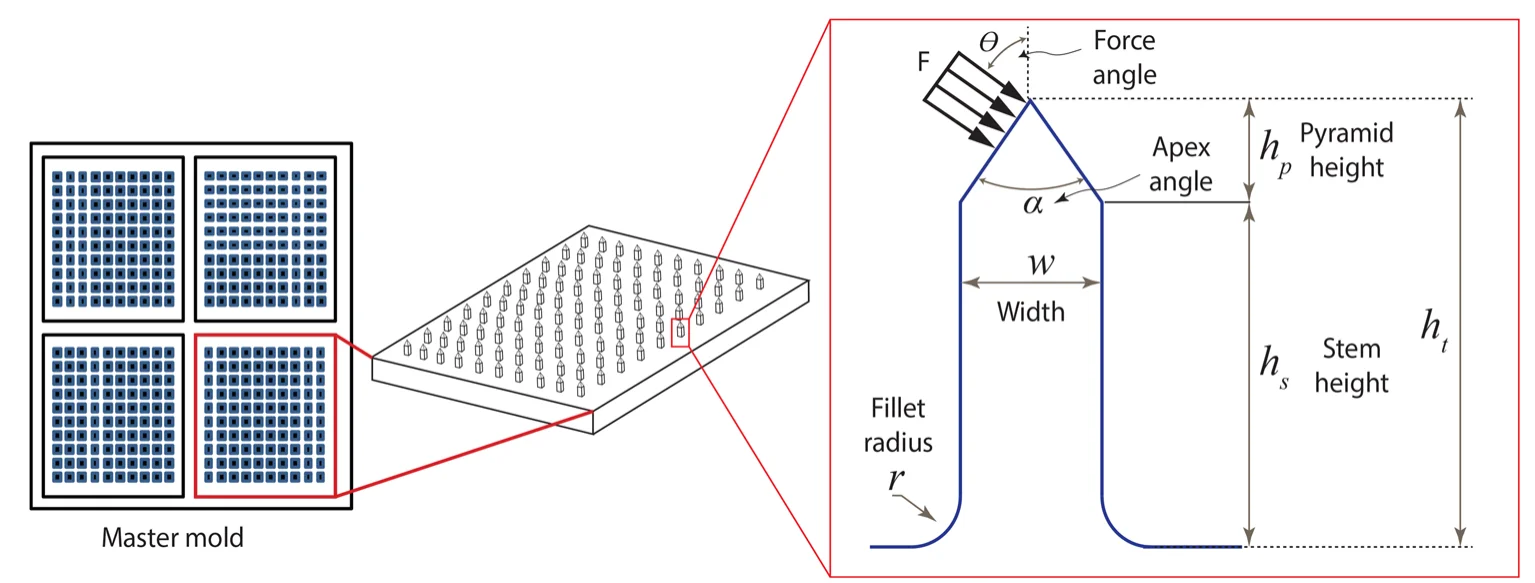 Master mold
F
θ
Force
angle
Apex
angle
α
w
Width
Fillet
radius
r
h_p
Pyramid
height
h_s
Stem
height
h_t